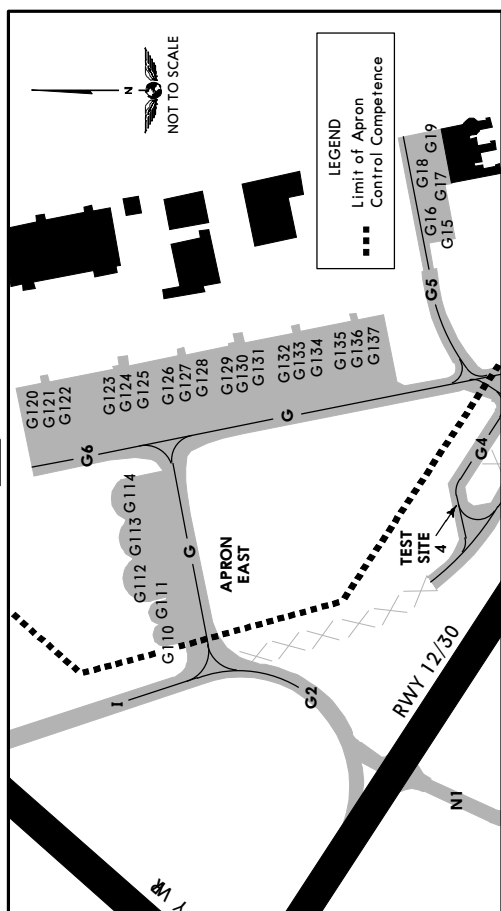 N
NOT TO SCALE
LEGEND
Limit of Apron
Control Competence
G120
G121
G122
G123
G124
G125
G126
G127
G128
G129
G130
G131
G132
G133
G134
G135
G136
G137
G15
G16
G17
G18
G19
G5
G6
G
G
G4
G114
G113
G112
G111
G110
APRON
EAST
TEST
SITE
4
I
G2
RWY 12/30
N1